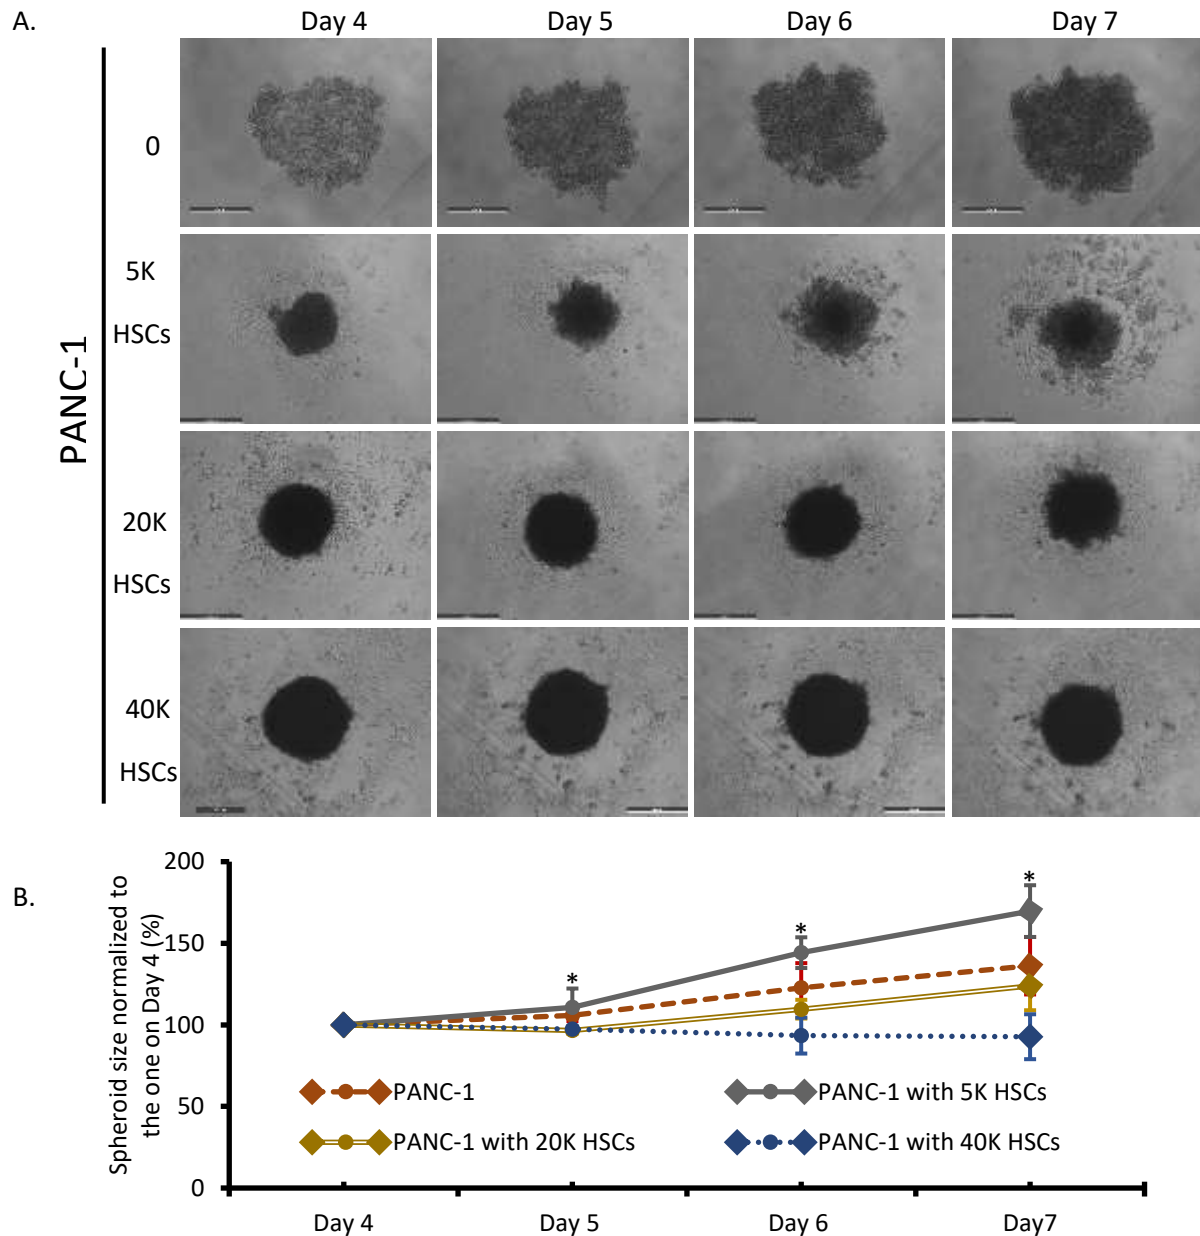 A.
Day 4
Day 5
Day 6
Day 7
PANC-1
0
5K
HSCs
20K
HSCs
40K
HSCs
B.
Spheroid size normalized to
the one on Day 4 (%)
200
150
100
50
0
*
*
*
PANC-1
PANC-1 with 5K HSCs
PANC-1 with 20K HSCs
PANC-1 with 40K HSCs
Day 4
Day 5
Day 6
Day7